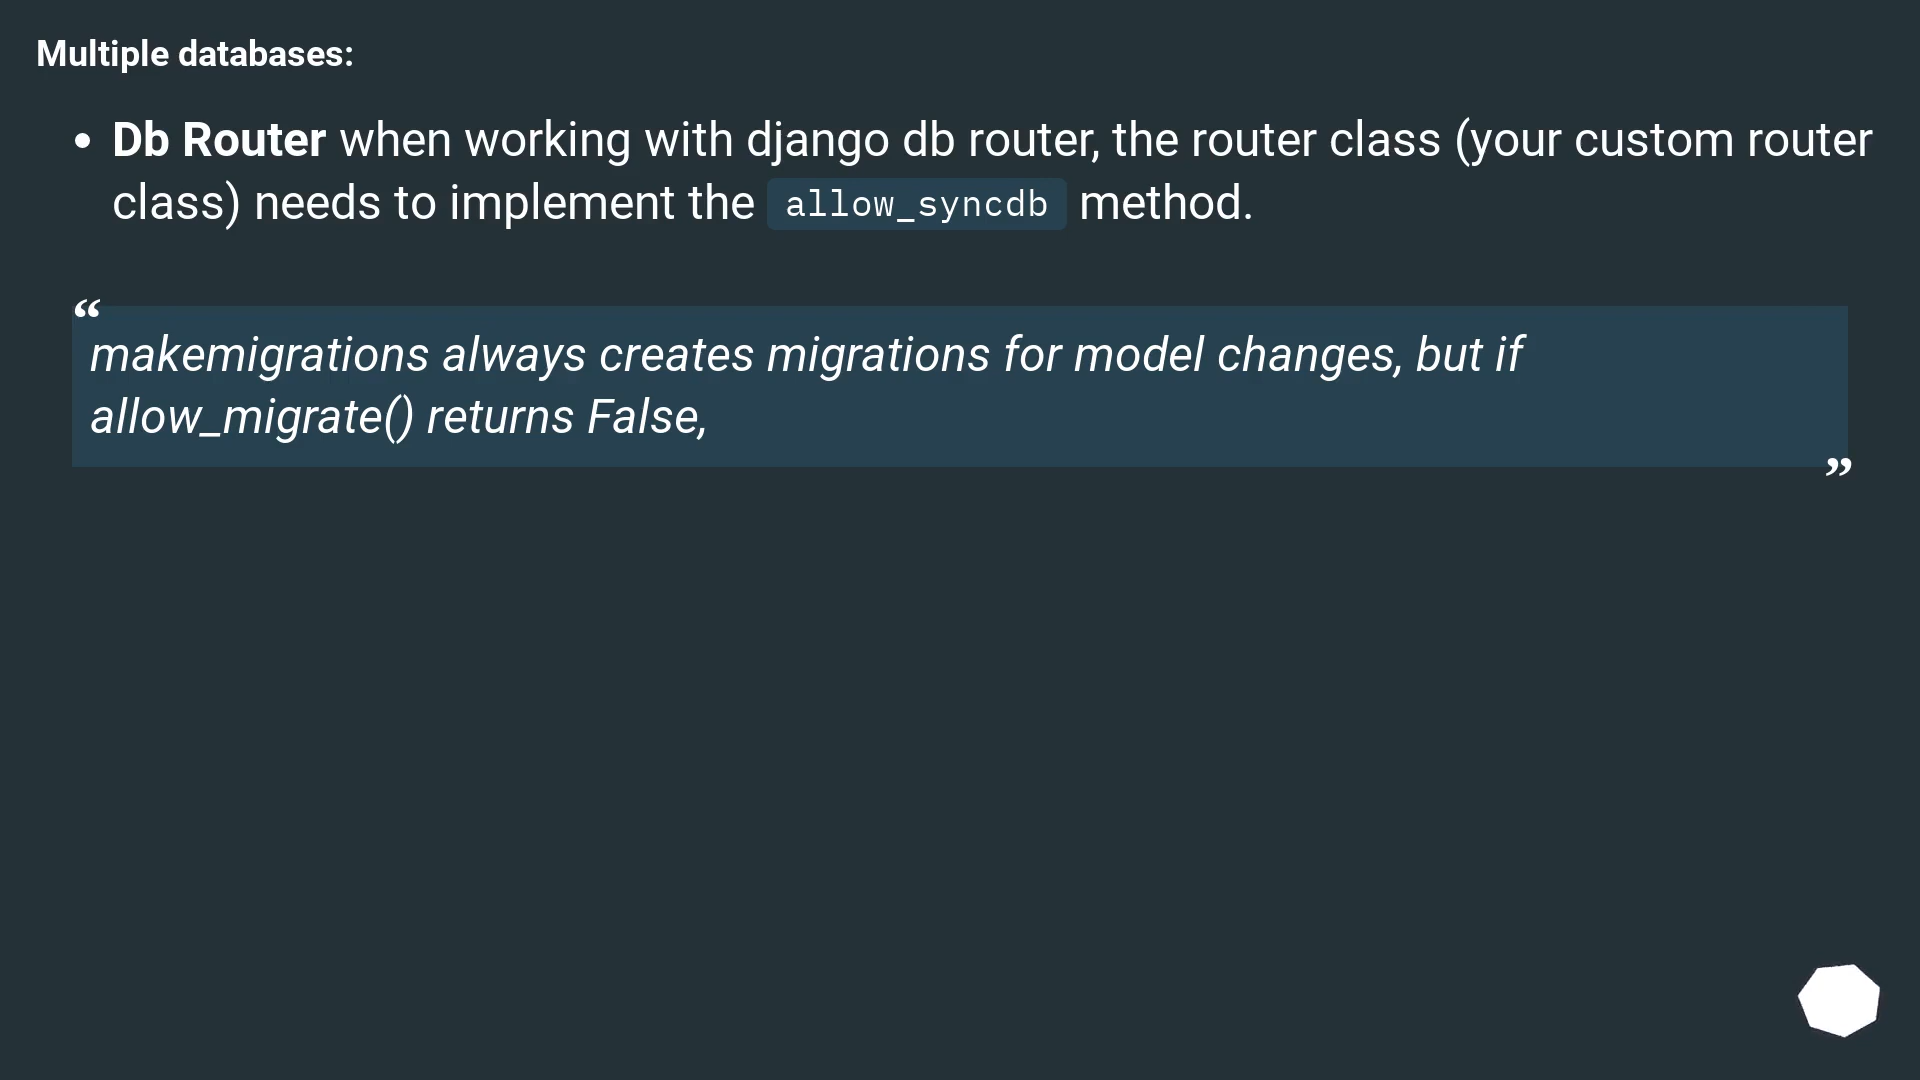 Multiple databases:
• Db Router when working with django db router, the router class (your custom router
class) needs to implement the allow_syncdb method.
“
makemigrations always creates migrations for model changes, but if
allow_migrate() returns False,
”